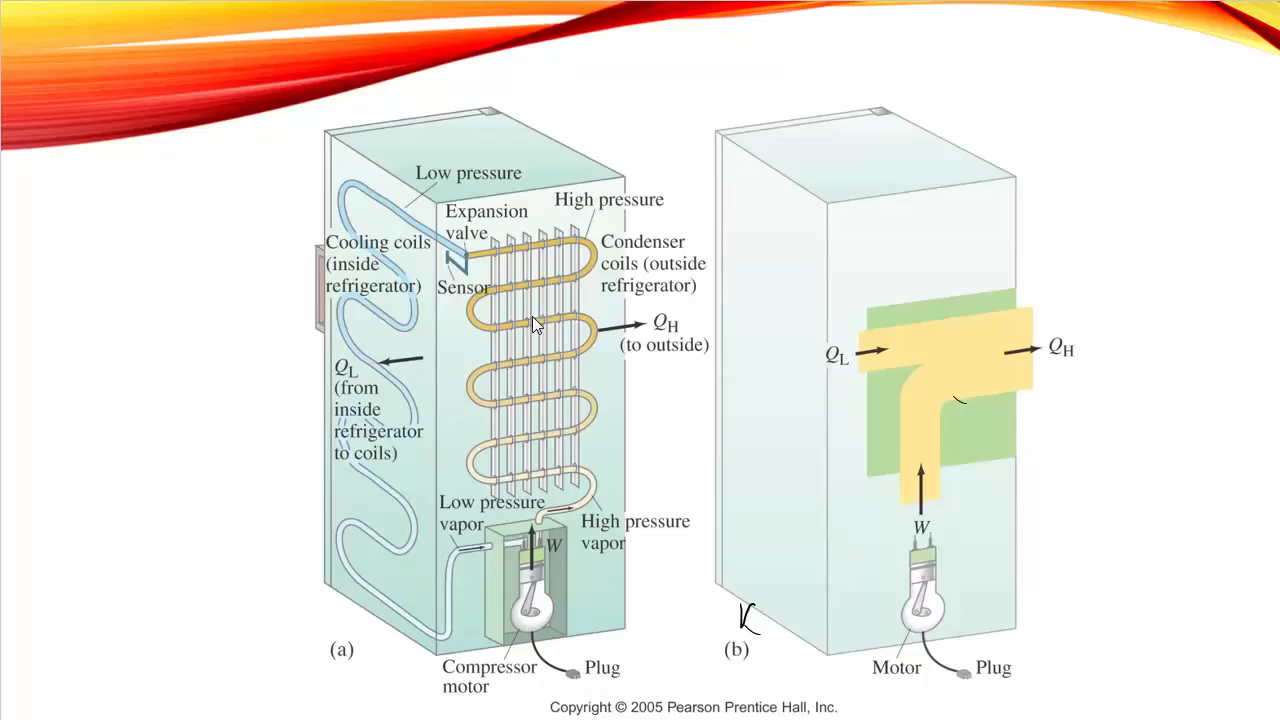 Low pressure
High pressure
Expansion
valve
Cooling coils
(inside
refrigerator)
Sensor
Condenser
coils (outside
refrigerator)
QH
(to outside)
QL
(from
inside
refrigerator
to coils)
Low pressure
vapor
High pressure
vapor
W
(a)
Compressor
motor
Plug
QL
QH
W
K
(b)
Motor
Plug
Copyright © 2005 Pearson Prentice Hall, Inc.